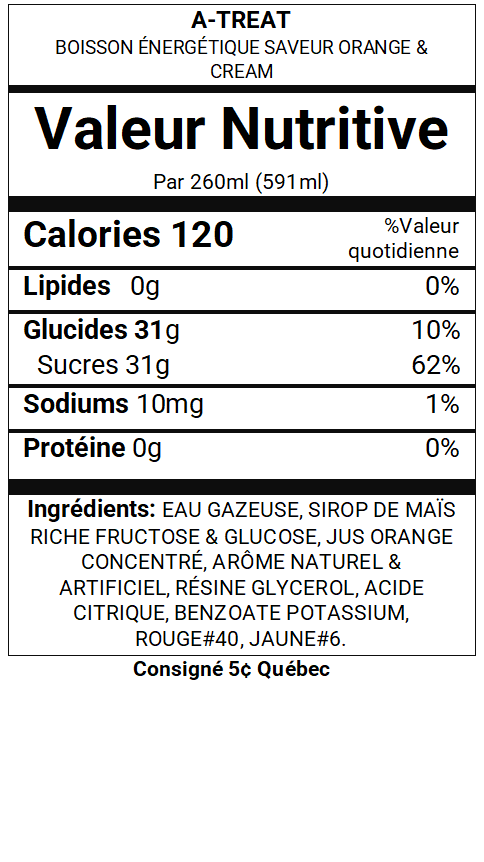 A-TREAT
BOISSON ÉNERGÉTIQUE SAVEUR ORANGE &
CREAM
Valeur Nutritive
Par 260ml (591ml)
Calories 120
%Valeur
quotidienne
Lipides 0g 0%
Glucides 31g 10%
Sucres 31g 62%
Sodiums 10mg 1%
Protéine 0g 0%
Ingrédients: EAU GAZEUSE, SIROP DE MAÏS
RICHE FRUCTOSE & GLUCOSE, JUS ORANGE
CONCENTRÉ, ARÔME NATUREL &
ARTIFICIEL, RÉSINE GLYCEROL, ACIDE
CITRIQUE, BENZOATE POTASSIUM,
ROUGE#40, JAUNE#6.
Consigné 5¢ Québec